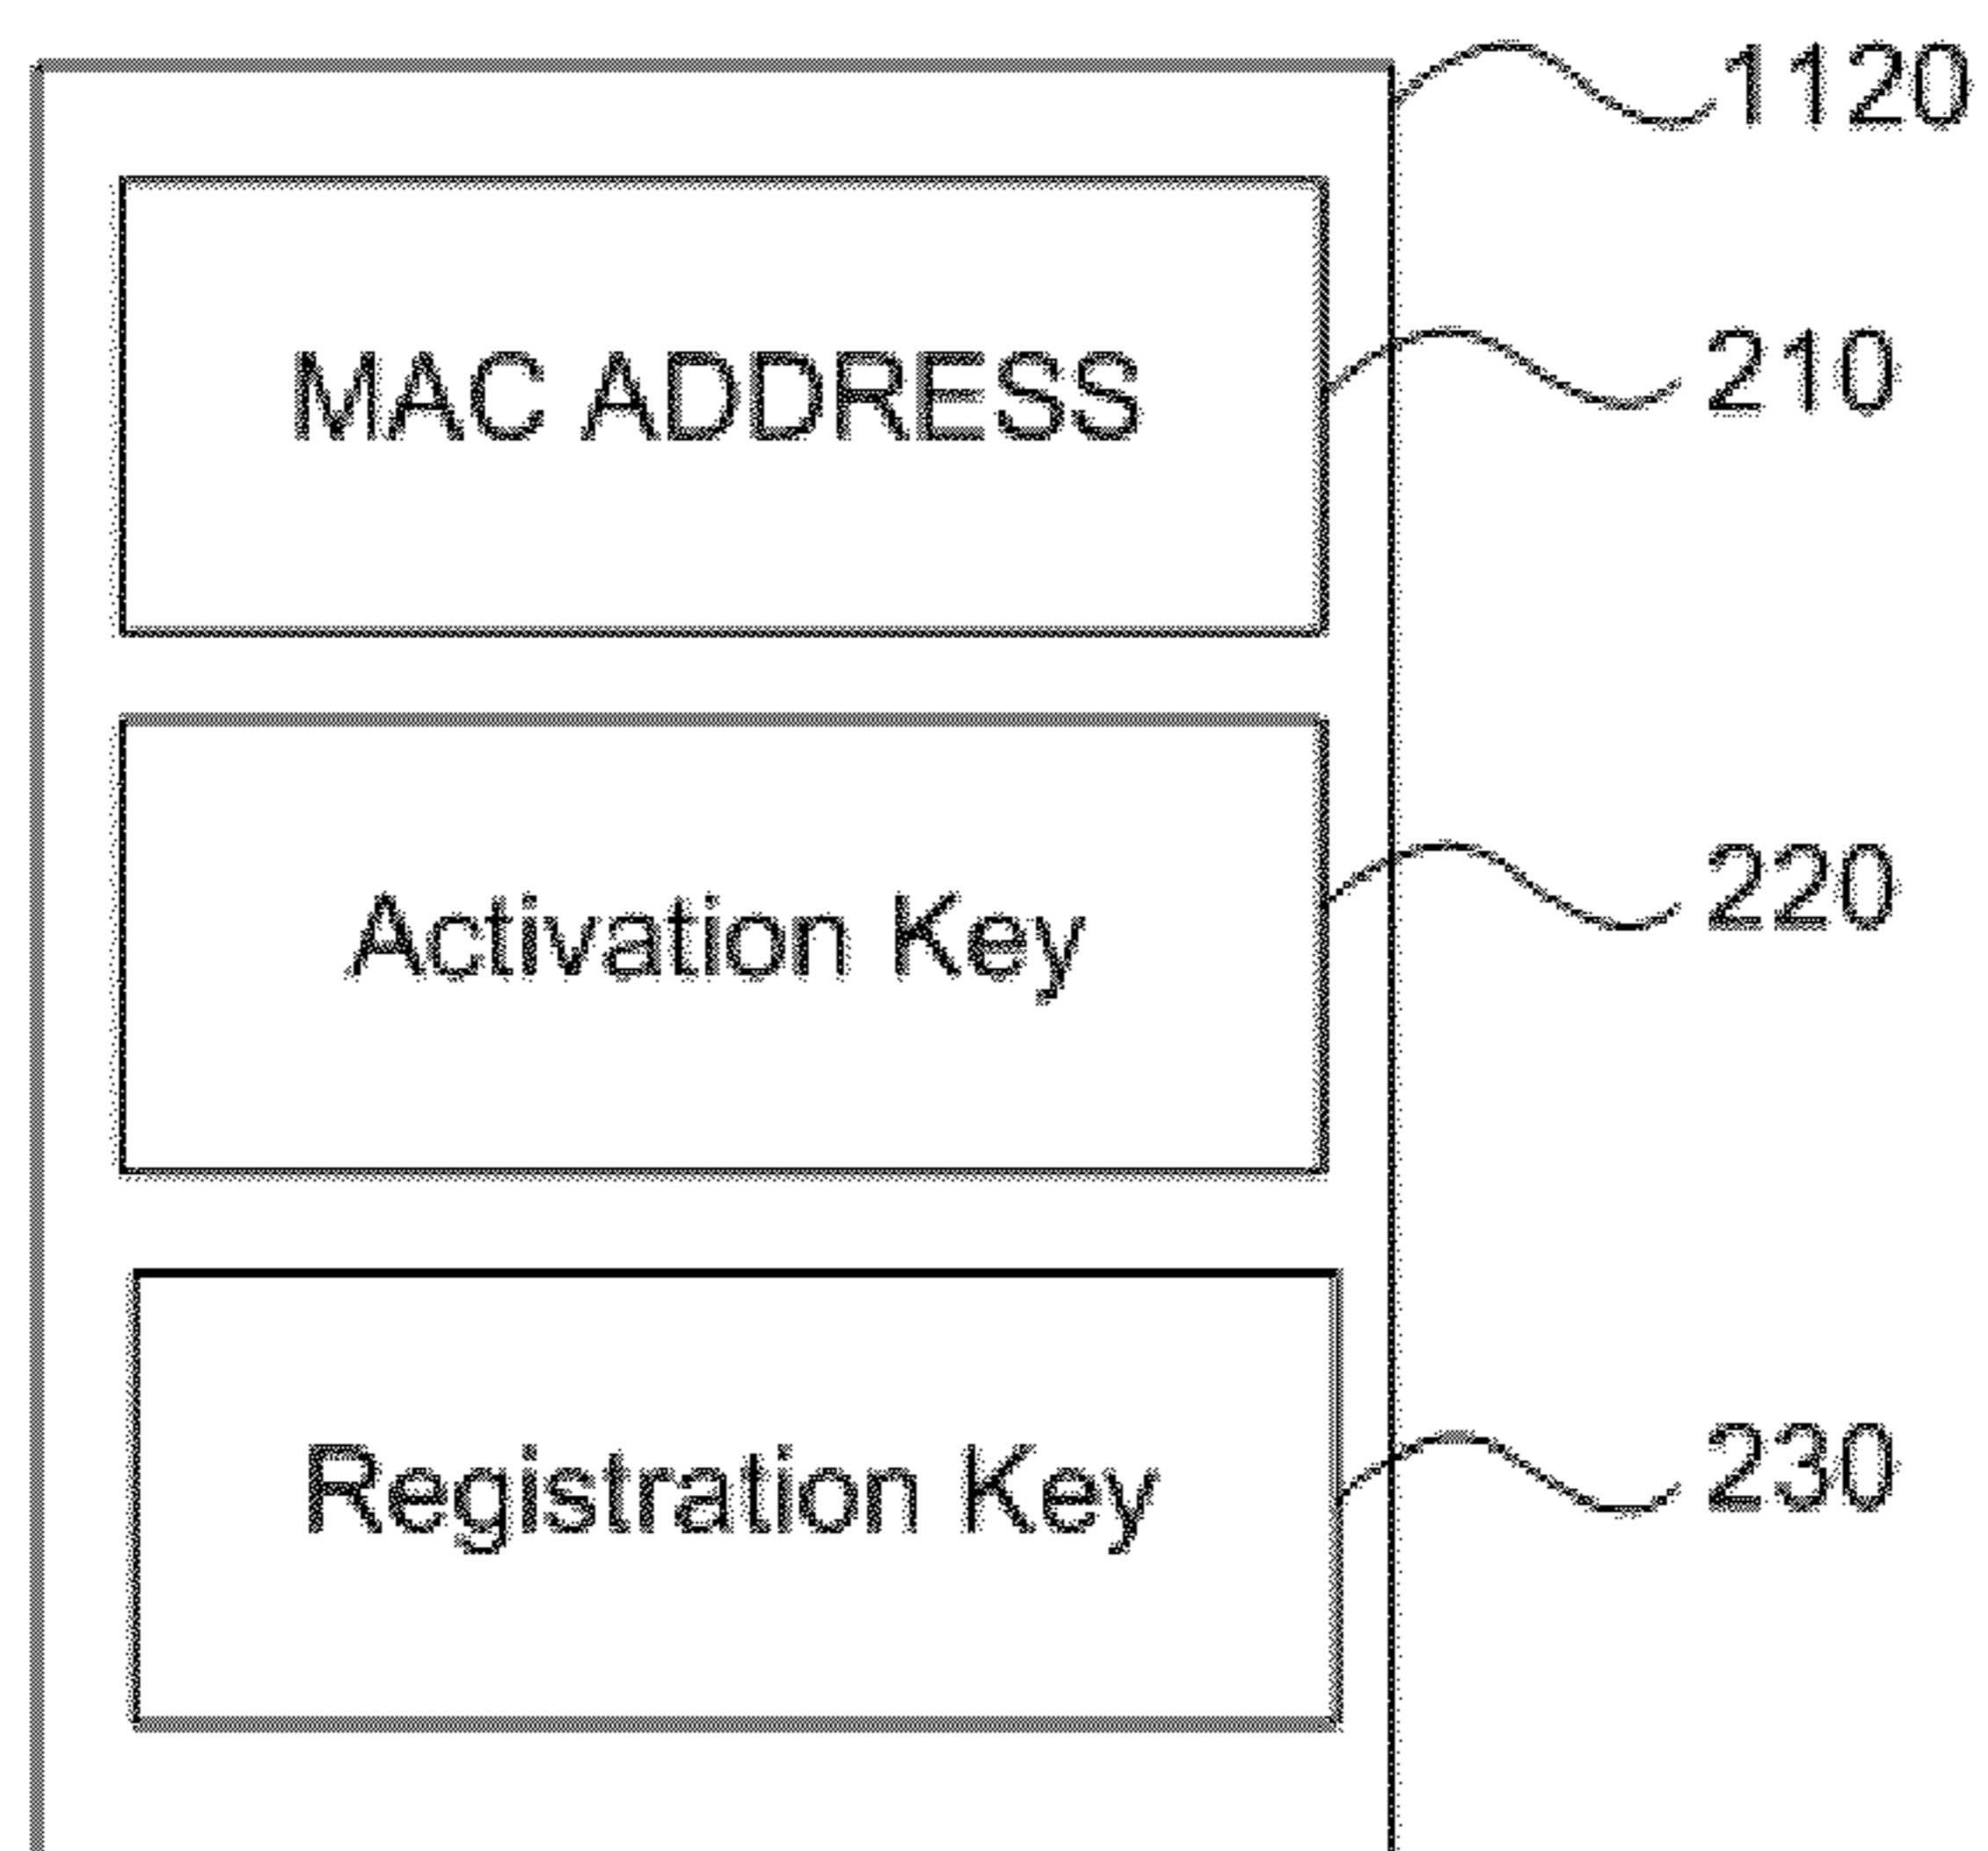 1120
MAC ADDRESS
210
Activation Key
220
Registration Key
230